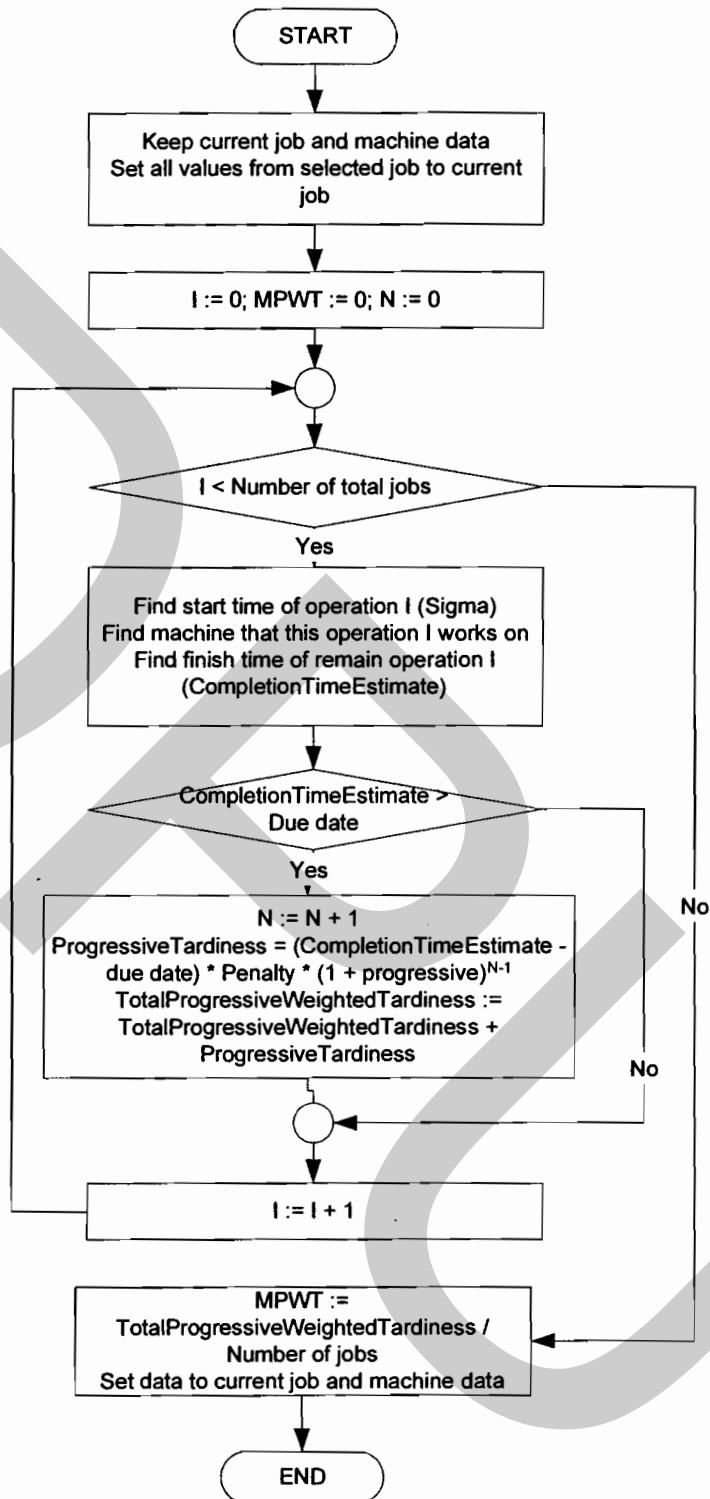 START
Keep current job and machine data
Set all values from selected job to current
job
I := 0; MPWT := 0; N := 0
I < Number of total jobs
Yes
Find start time of operation I (Sigma)
Find machine that this operation I works on
Find finish time of remain operation I
(CompletionTimeEstimate)
CompletionTimeEstimate >
Due date
Yes
No
N := N + 1
ProgressiveTardiness = (CompletionTimeEstimate -
due date) * Penalty * (1 + progressive)^N-1
TotalProgressiveWeightedTardiness :=
TotalProgressiveWeightedTardiness +
ProgressiveTardiness
No
I := I + 1
MPWT :=
TotalProgressiveWeightedTardiness /
Number of jobs
Set data to current job and machine data
END